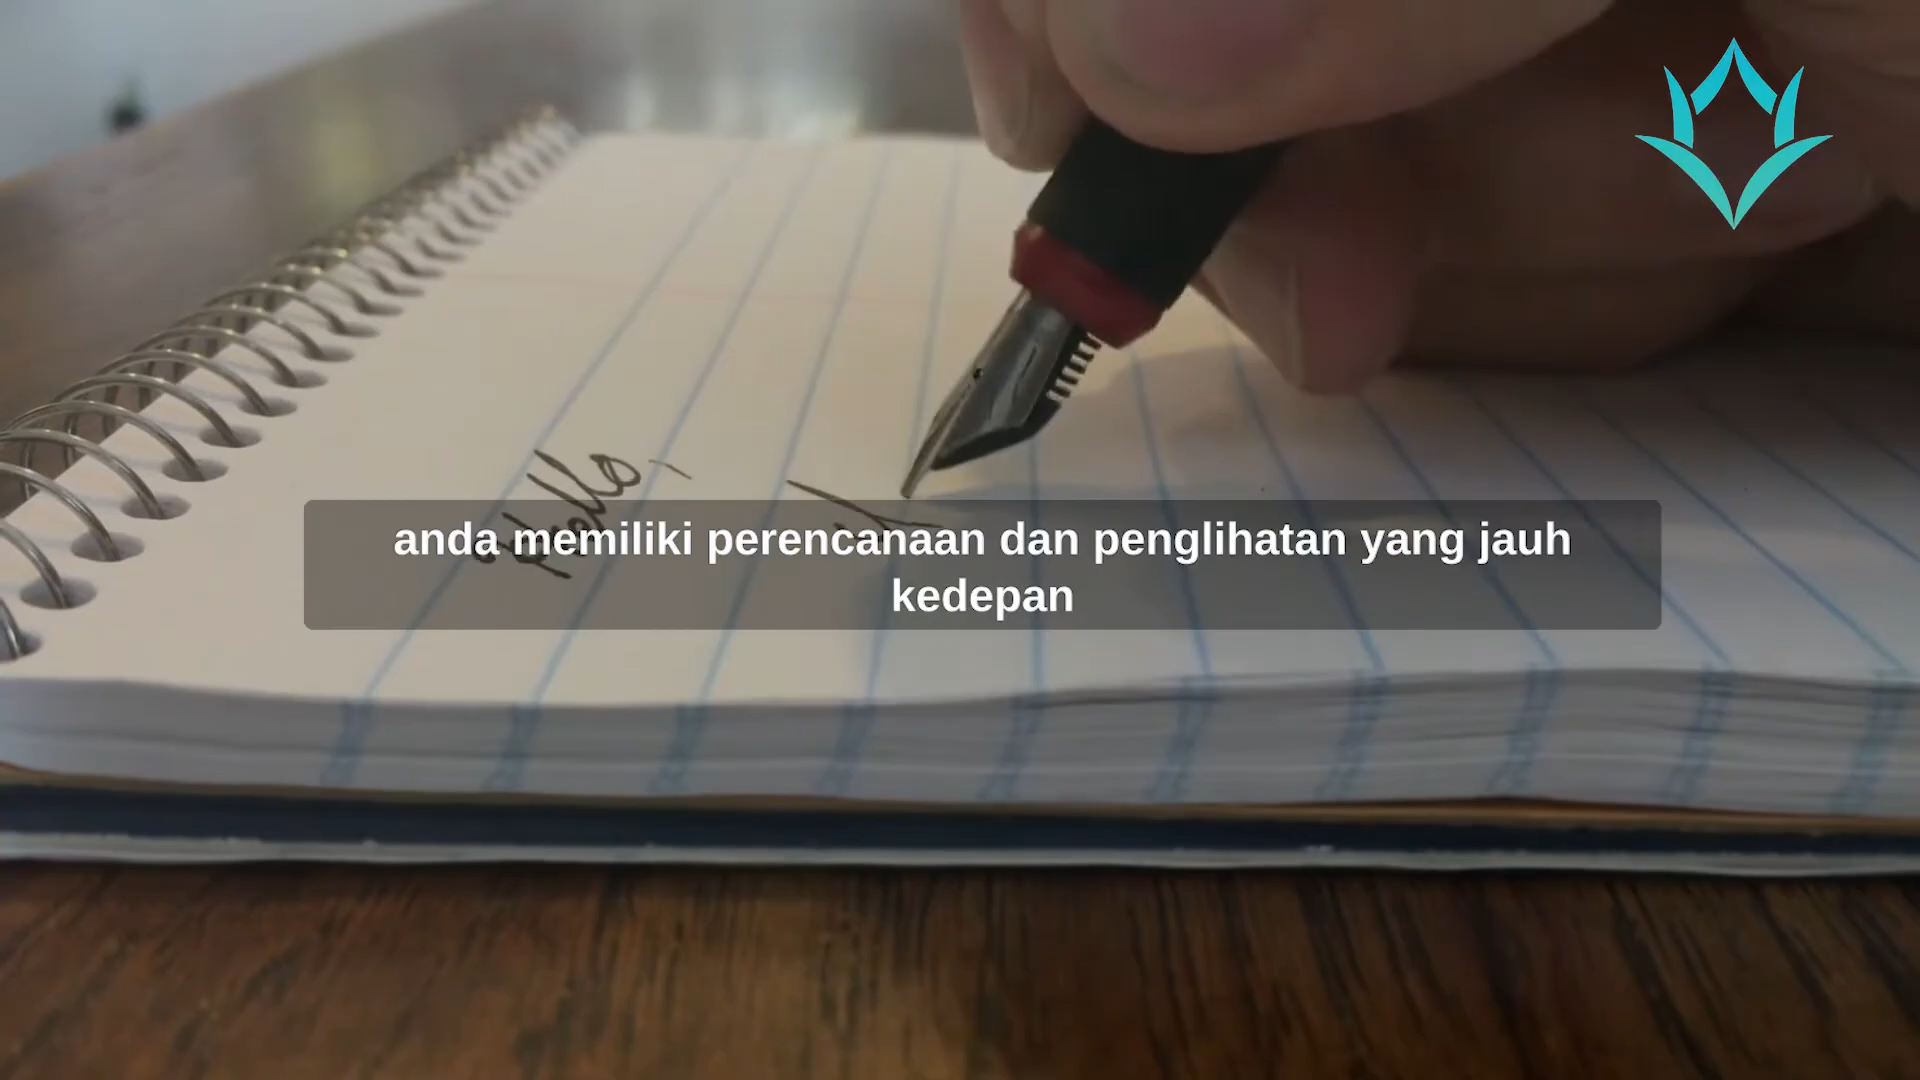 Hello,
anda memiliki perencanaan dan penglihatan yang jauh
kedepan